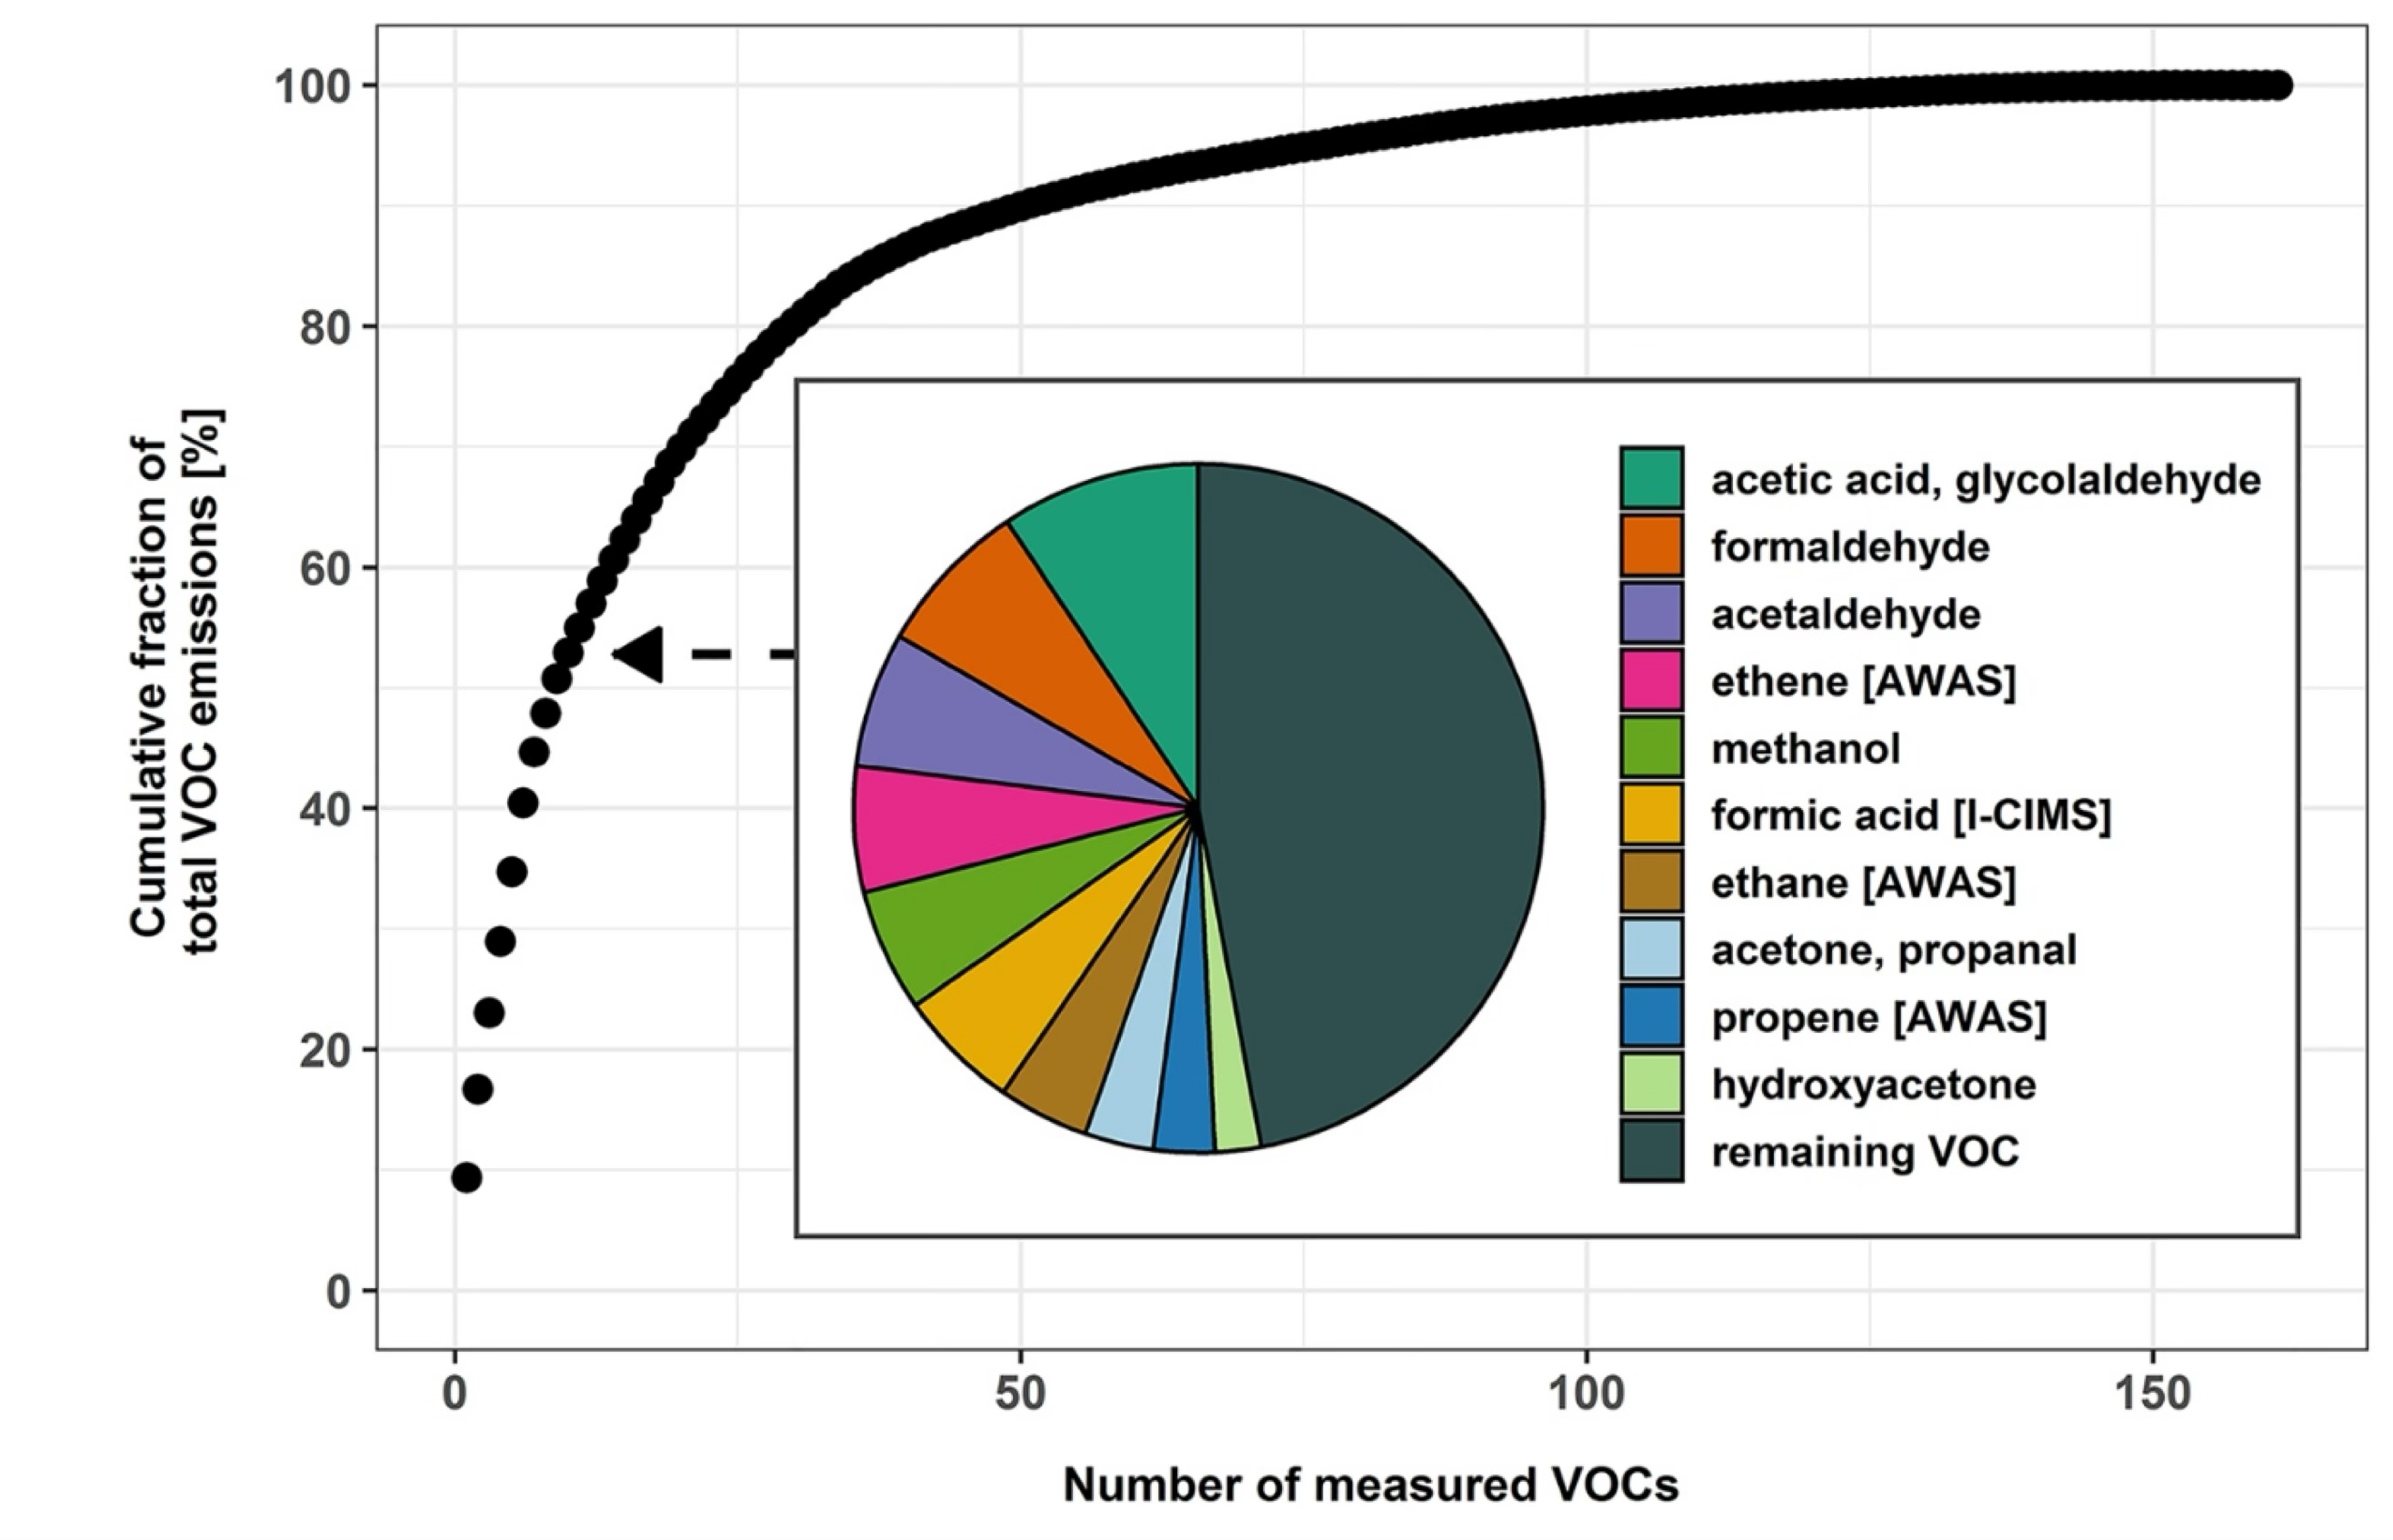 Cumulative fraction of
total VOC emissions [%]
100
80
60
40
20
0
acetic acid, glycolaldehyde
formaldehyde
acetaldehyde
ethene [AWAS]
methanol
formic acid [I-CIMS]
ethane [AWAS]
acetone, propanal
propene [AWAS]
hydroxyacetone
remaining VOC
0 50 100 150
Number of measured VOCs